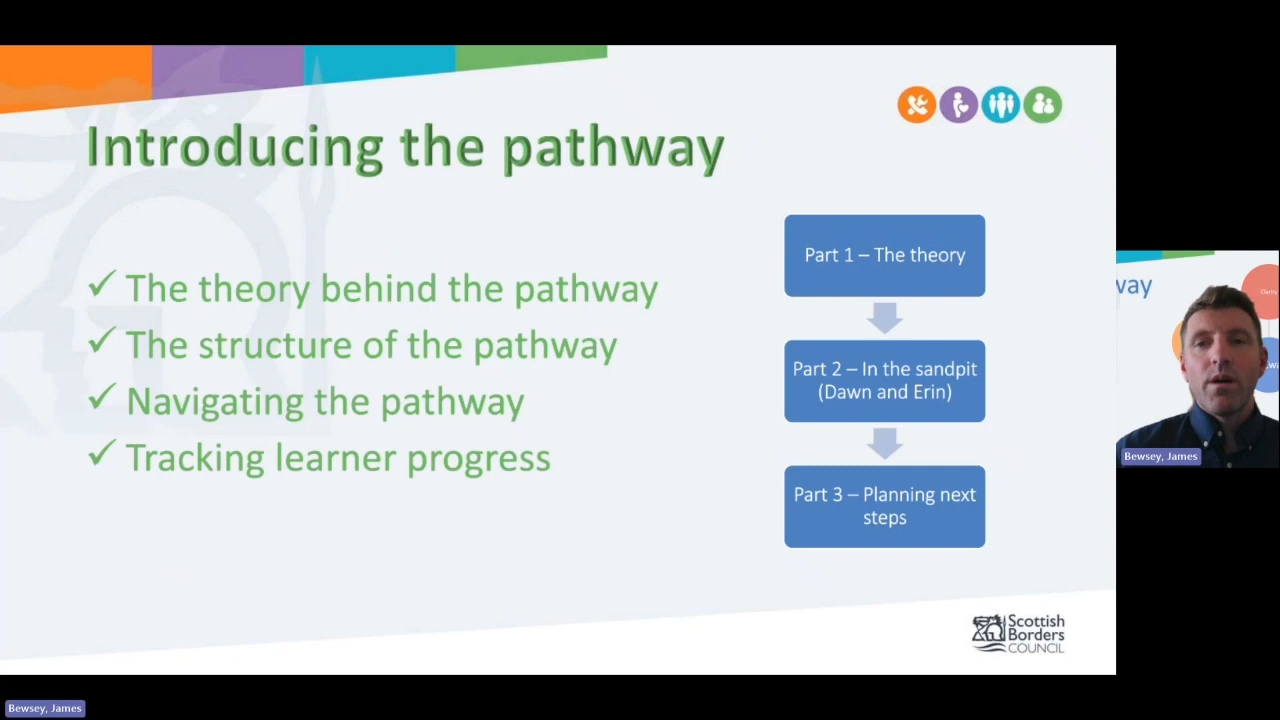 Introducing the pathway
✓ The theory behind the pathway
✓ The structure of the pathway
✓ Navigating the pathway
✓ Tracking learner progress
Part 1 – The theory
Part 2 – In the sandpit
(Dawn and Erin)
Part 3 – Planning next
steps
Scottish
Borders
COUNCIL
way
Clarity
Bewsey, James
Bewsey, James